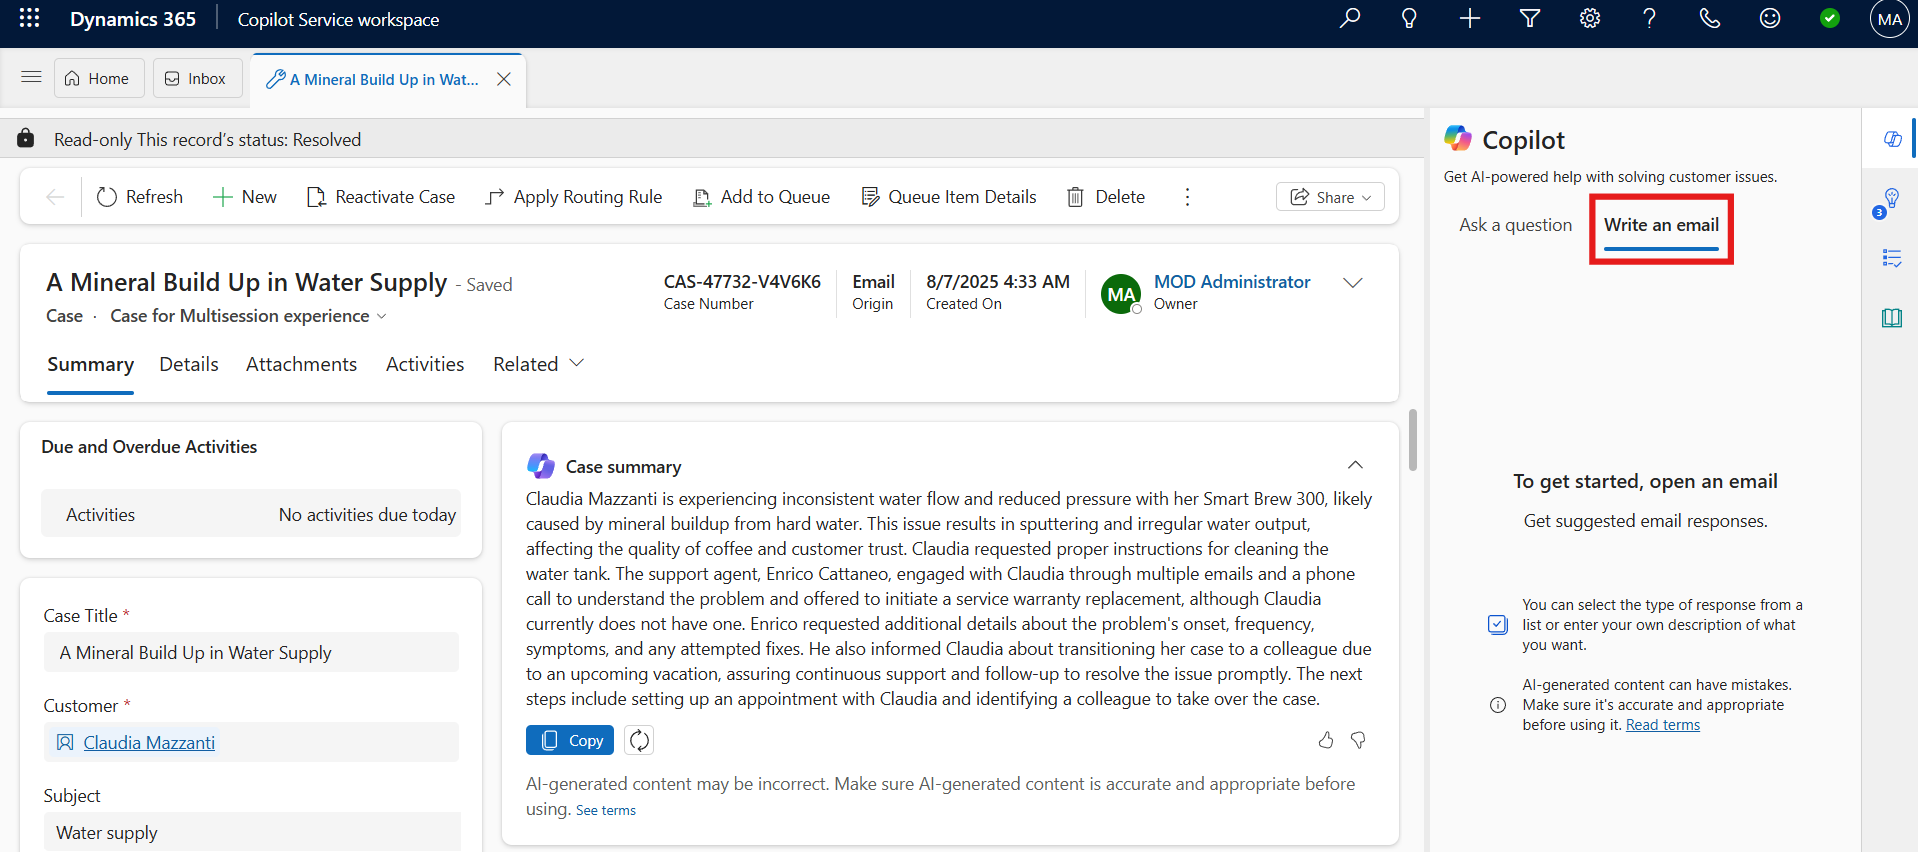 Dynamics 365
Copilot Service workspace
MA
Home
Inbox
A Mineral Build Up in Wat...
Read-only This record's status: Resolved
Refresh
New
Reactivate Case
Apply Routing Rule
Add to Queue
Queue Item Details
Delete
Share
A Mineral Build Up in Water Supply - Saved
Case · Case for Multisession experience
CAS-47732-V4V6K6
Case Number
Email
Origin
8/7/2025 4:33 AM
Created On
MA
MOD Administrator
Owner
Summary
Details
Attachments
Activities
Related
Due and Overdue Activities
Activities
No activities due today
Case Title *
A Mineral Build Up in Water Supply
Customer *
Claudia Mazzanti
Subject
Water supply
Case summary
Claudia Mazzanti is experiencing inconsistent water flow and reduced pressure with her Smart Brew 300, likely
caused by mineral buildup from hard water. This issue results in sputtering and irregular water output,
affecting the quality of coffee and customer trust. Claudia requested proper instructions for cleaning the
water tank. The support agent, Enrico Cattaneo, engaged with Claudia through multiple emails and a phone
call to understand the problem and offered to initiate a service warranty replacement, although Claudia
currently does not have one. Enrico requested additional details about the problem's onset, frequency,
symptoms, and any attempted fixes. He also informed Claudia about transitioning her case to a colleague due
to an upcoming vacation, assuring continuous support and follow-up to resolve the issue promptly. The next
steps include setting up an appointment with Claudia and identifying a colleague to take over the case.
Copy
AI-generated content may be incorrect. Make sure AI-generated content is accurate and appropriate before
using. See terms
Copilot
Get AI-powered help with solving customer issues.
Ask a question
Write an email
To get started, open an email
Get suggested email responses.
You can select the type of response from a
list or enter your own description of what
you want.
AI-generated content can have mistakes.
Make sure it's accurate and appropriate
before using it. Read terms
3